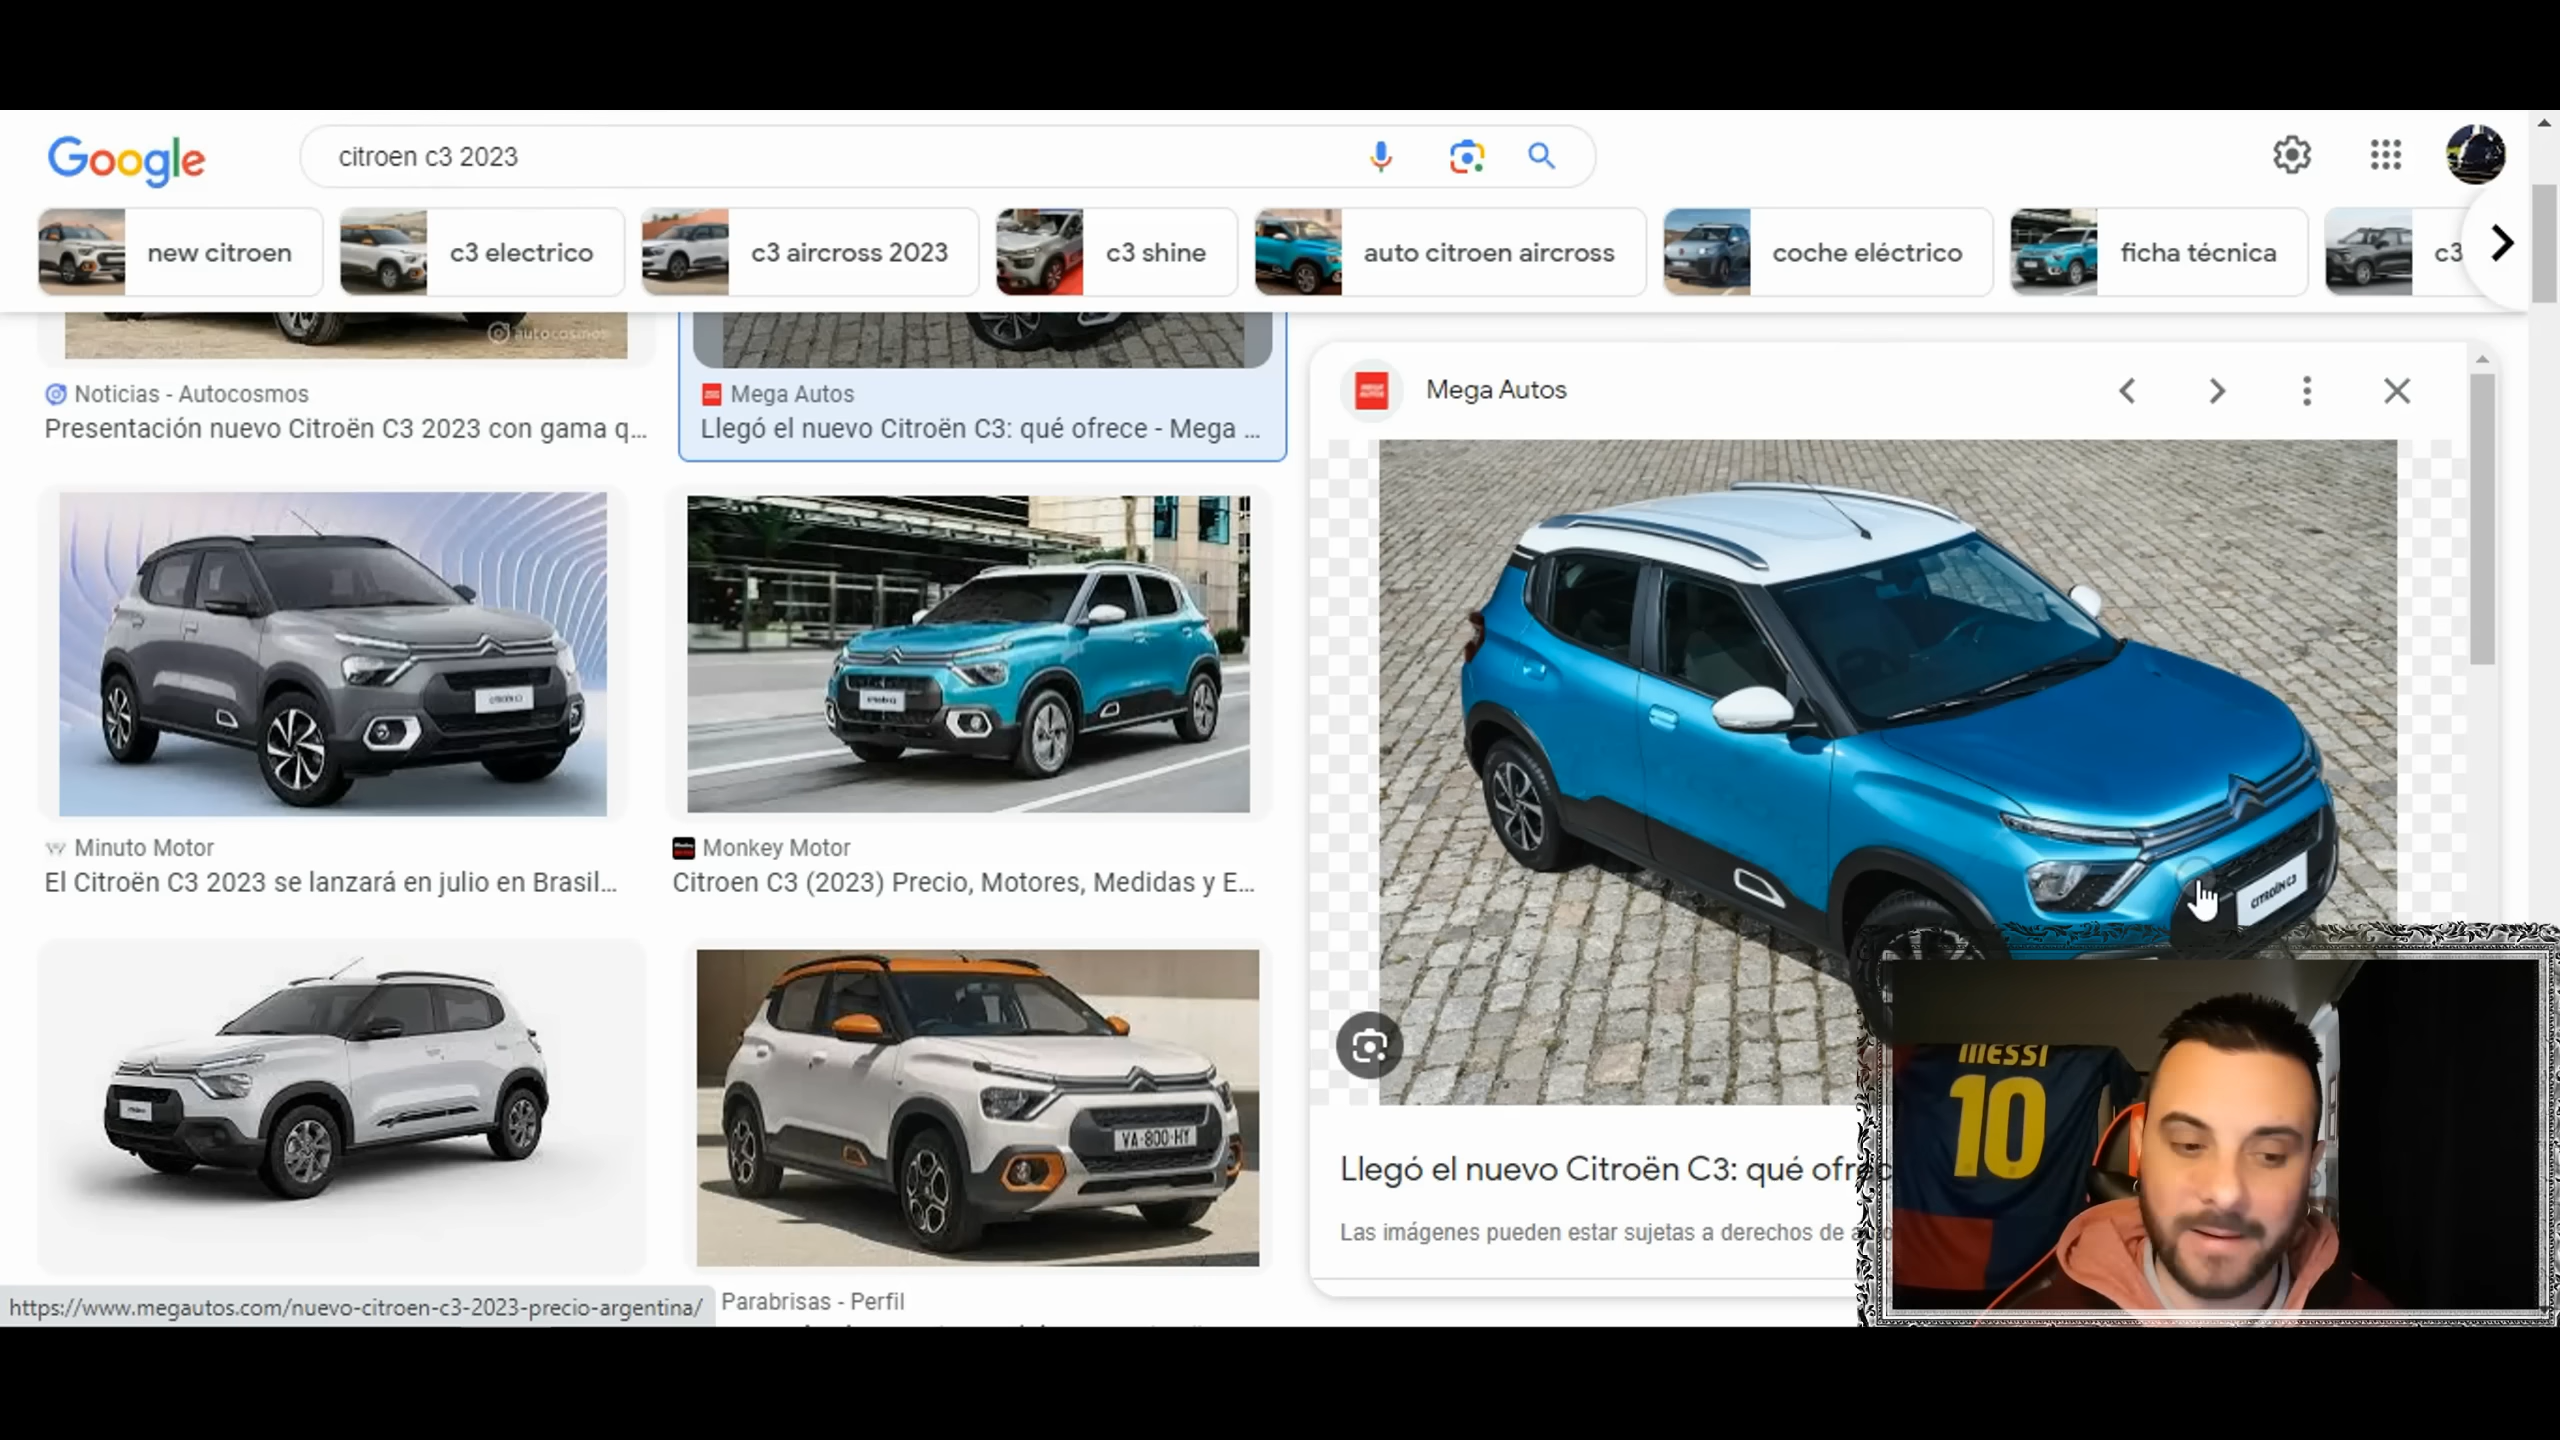 Google
citroen c3 2023
new citroen
c3 electrico
c3 aircross 2023
c3 shine
auto citroen aircross
coche eléctrico
ficha técnica
c3
autocosmos
Noticias - Autocosmos
Presentación nuevo Citroën C3 2023 con gama q...
Mega Autos
Llegó el nuevo Citroën C3: qué ofrece - Mega ...
Mega Autos
CITROËN C3
Minuto Motor
El Citroën C3 2023 se lanzará en julio en Brasil...
Monkey Motor
Citroen C3 (2023) Precio, Motores, Medidas y E...
VA-800-HY
Llegó el nuevo Citroën C3: qué ofrec
Las imágenes pueden estar sujetas a derechos de
MESSI
10
https://www.megautos.com/nuevo-citroen-c3-2023-precio-argentina/
Parabrisas - Perfil